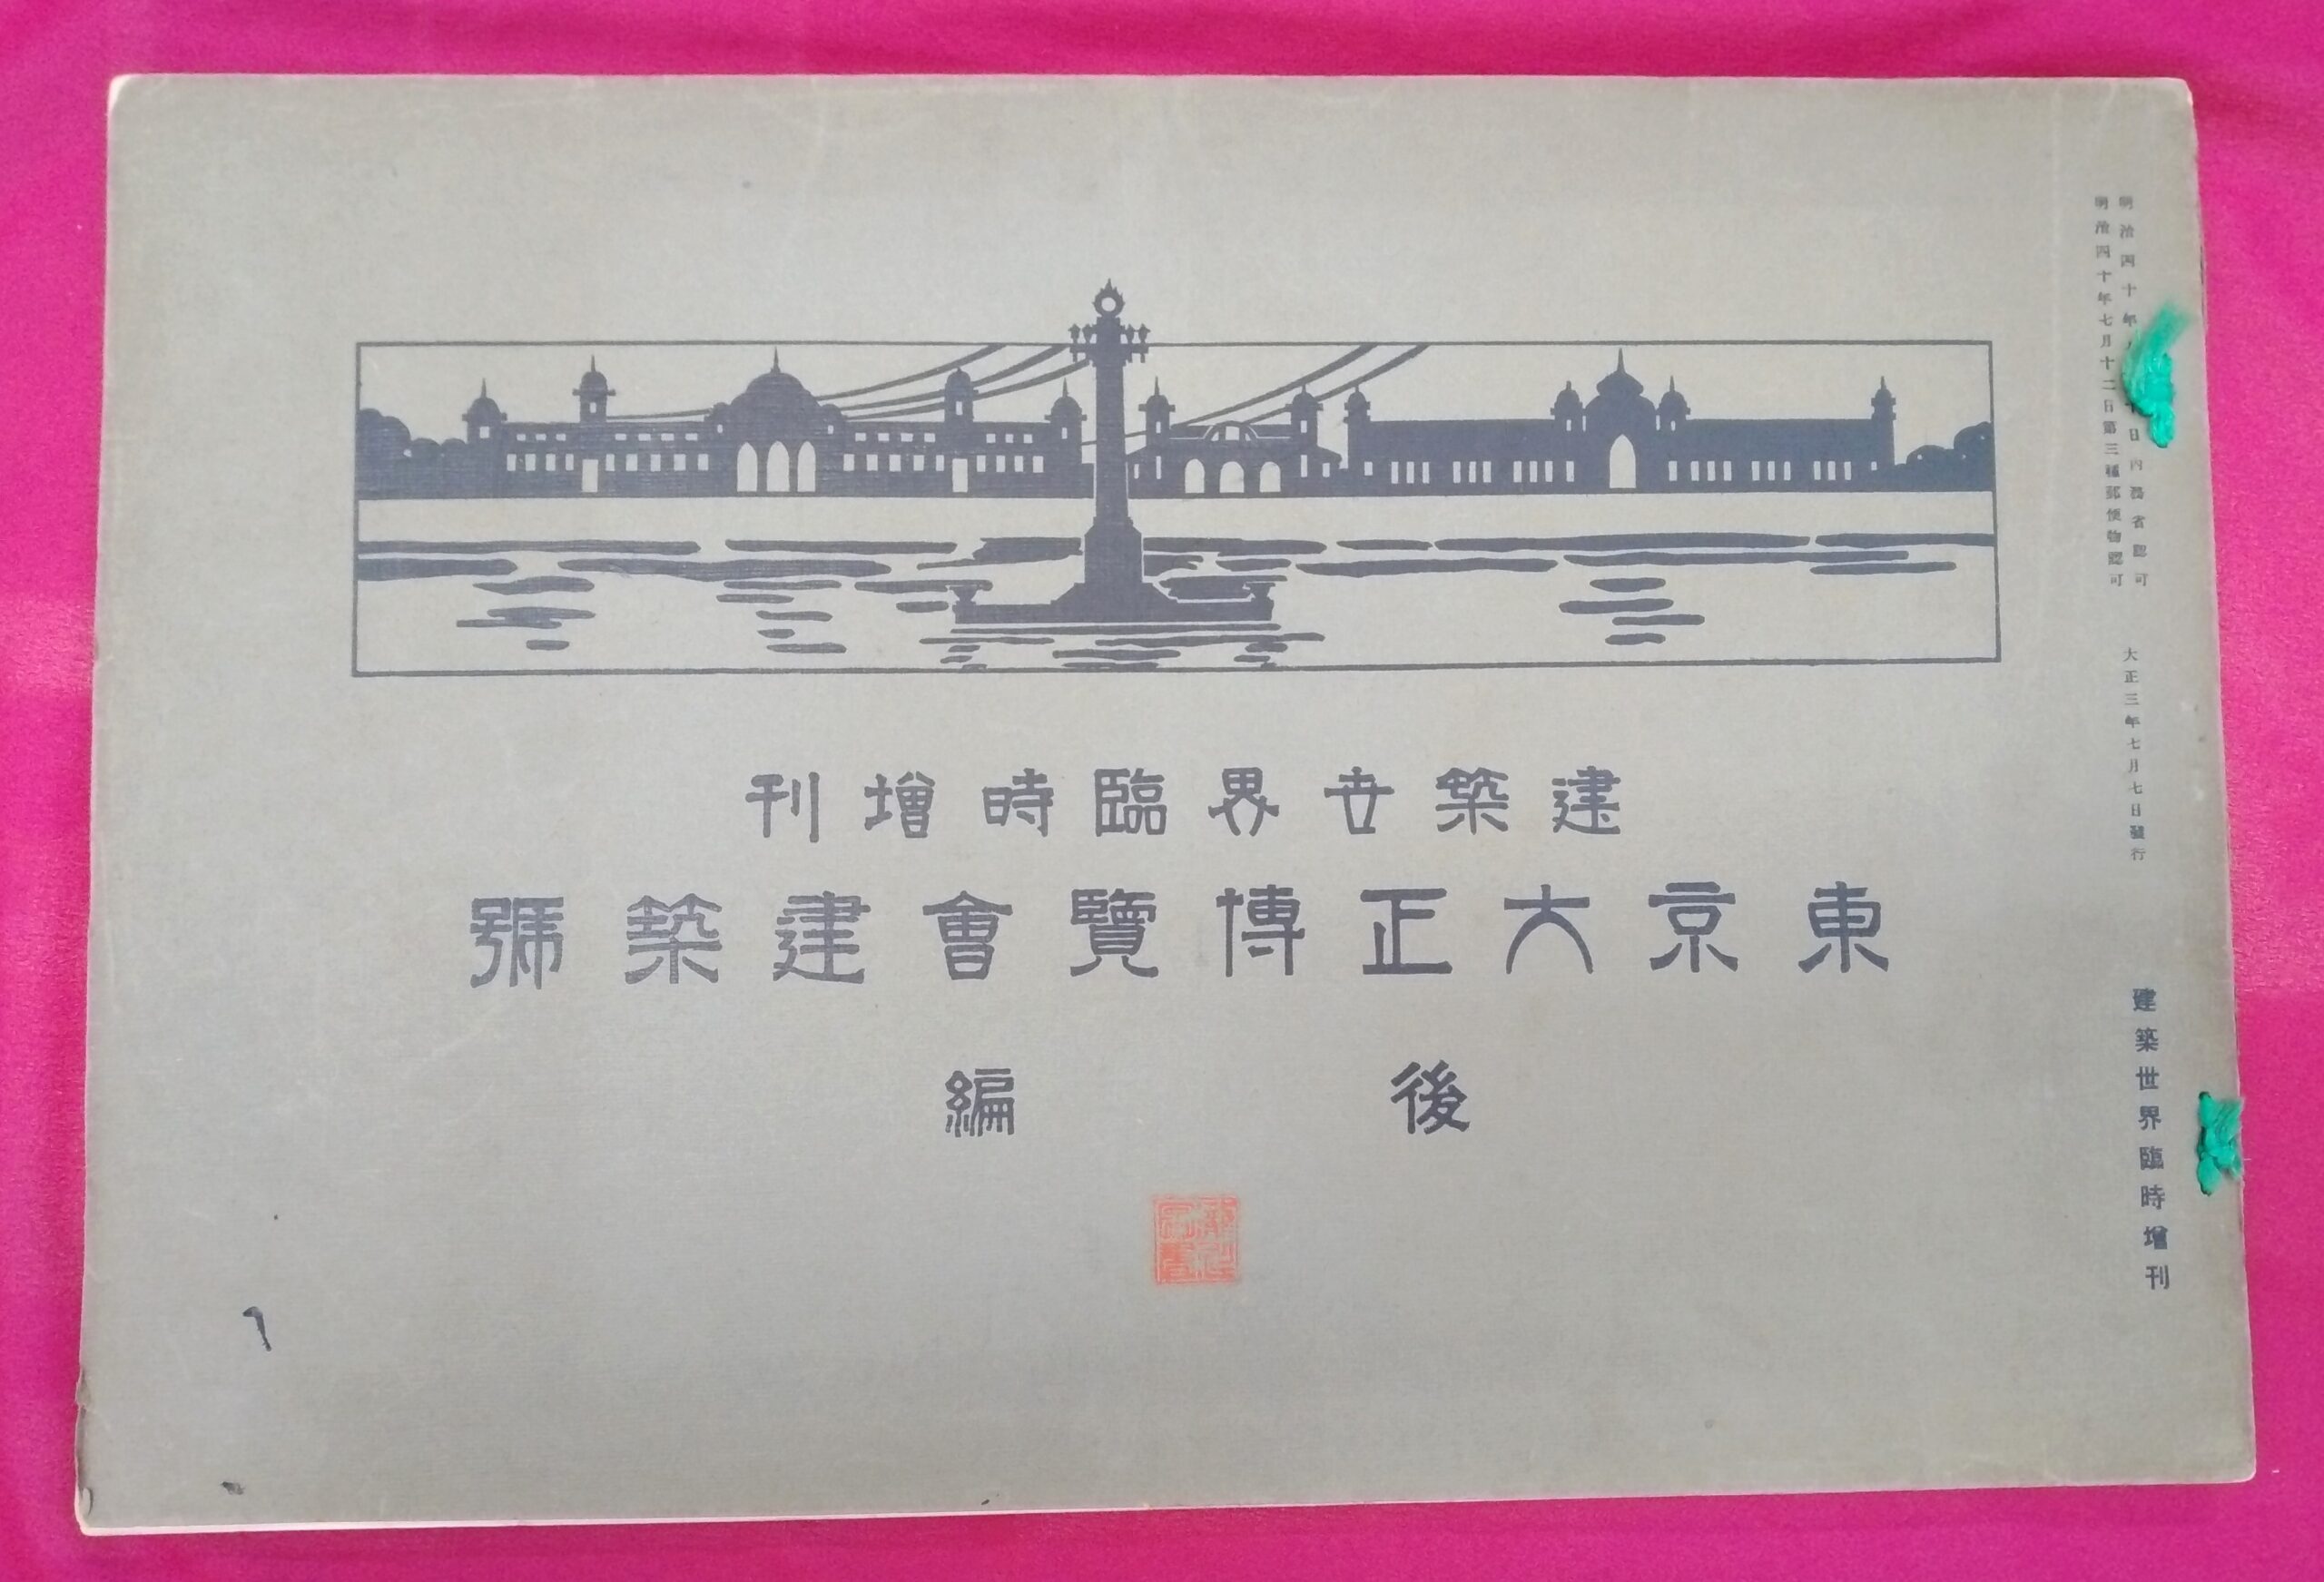 明治四十年七月十二日第三種郵便物認可
大正三年七月七日發行
建築世界臨時增刊
建築世界臨時增刊
東京大正博覽會建築號
後編